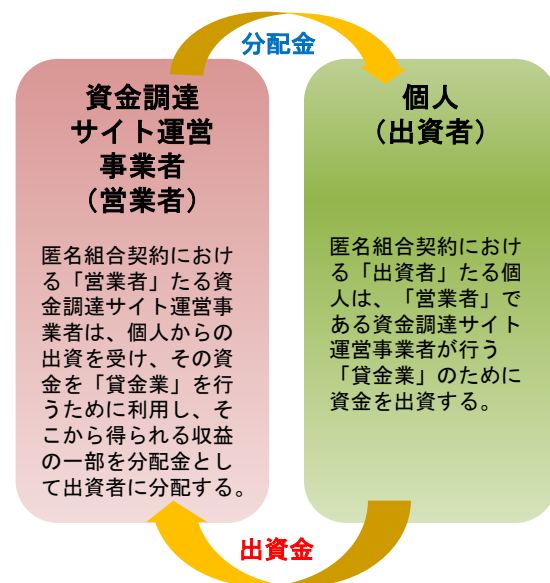 分配金
資金調達
サイト運営
事業者
（営業者）
匿名組合契約におけ
る「営業者」たる資
金調達サイト運営事
業者は、個人からの
出資を受け、その資
金を「貸金業」を行
うために利用し、そ
こから得られる収益
の一部を分配金とし
て出資者に分配する。
個人
（出資者）
匿名組合契約におけ
る「出資者」たる個
人は、「営業者」で
ある資金調達サイト
運営事業者が行う
「貸金業」のために
資金を出資する。
出資金